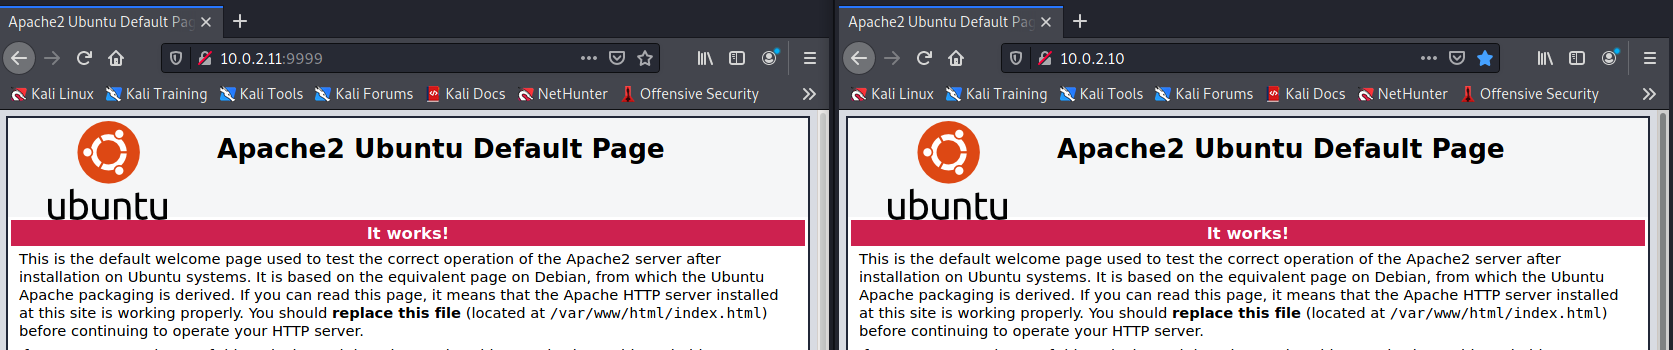 Apache2 Ubuntu Default Pag
10.0.2.11:9999
Kali Linux Kali Training Kali Tools Kali Forums Kali Docs NetHunter Offensive Security
ubuntu
Apache2 Ubuntu Default Page
It works!
This is the default welcome page used to test the correct operation of the Apache2 server after
installation on Ubuntu systems. It is based on the equivalent page on Debian, from which the Ubuntu
Apache packaging is derived. If you can read this page, it means that the Apache HTTP server installed
at this site is working properly. You should replace this file (located at /var/www/html/index.html)
before continuing to operate your HTTP server.
Apache2 Ubuntu Default Pag
10.0.2.10
Kali Linux Kali Training Kali Tools Kali Forums Kali Docs NetHunter Offensive Security
ubuntu
Apache2 Ubuntu Default Page
It works!
This is the default welcome page used to test the correct operation of the Apache2 server after
installation on Ubuntu systems. It is based on the equivalent page on Debian, from which the Ubuntu
Apache packaging is derived. If you can read this page, it means that the Apache HTTP server installed
at this site is working properly. You should replace this file (located at /var/www/html/index.html)
before continuing to operate your HTTP server.